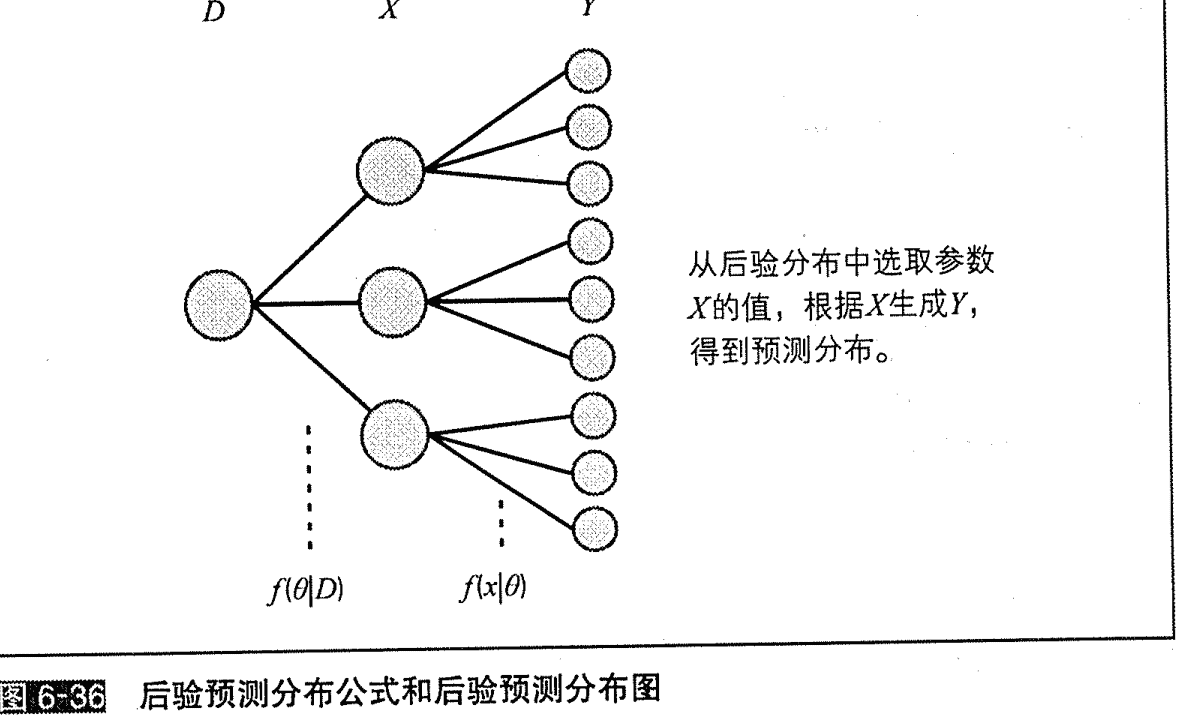 D X Y
从后验分布中选取参数
X的值，根据X生成Y，
得到预测分布。
f(θ|D) f(x|θ)
图 6-36 后验预测分布公式和后验预测分布图